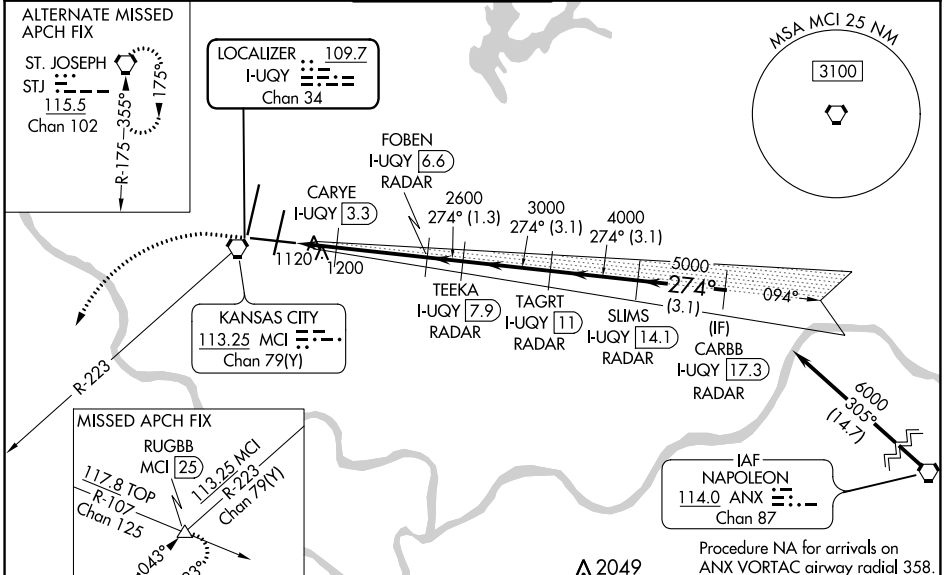 ALTERNATE MISSED
APCH FIX
ST. JOSEPH
STJ
115.5
Chan 102
R-175
355°
175°
LOCALIZER 109.7
I-UQY
Chan 34
MSA MCI 25 NM
3100
FOBEN
I-UQY 6.6
RADAR
CARYE
I-UQY 3.3
2600
274° (1.3)
3000
274° (3.1)
4000
274° (3.1)
5000
274°
(3.1)
094°
1120
1200
TEEKA
I-UQY 7.9
RADAR
TAGRT
I-UQY 11
RADAR
SLIMS
I-UQY 14.1
RADAR
(IF)
CARBB
I-UQY 17.3
RADAR
KANSAS CITY
113.25 MCI
Chan 79(Y)
R-223
6000
305°
(14.7)
IAF
NAPOLEON
114.0 ANX
Chan 87
MISSED APCH FIX
RUGBB
MCI 25
117.8 TOP
R-107
Chan 125
113.25 MCI
R-223
Chan 79(Y)
043°
2049
Procedure NA for arrivals on
ANX VORTAC airway radial 358.